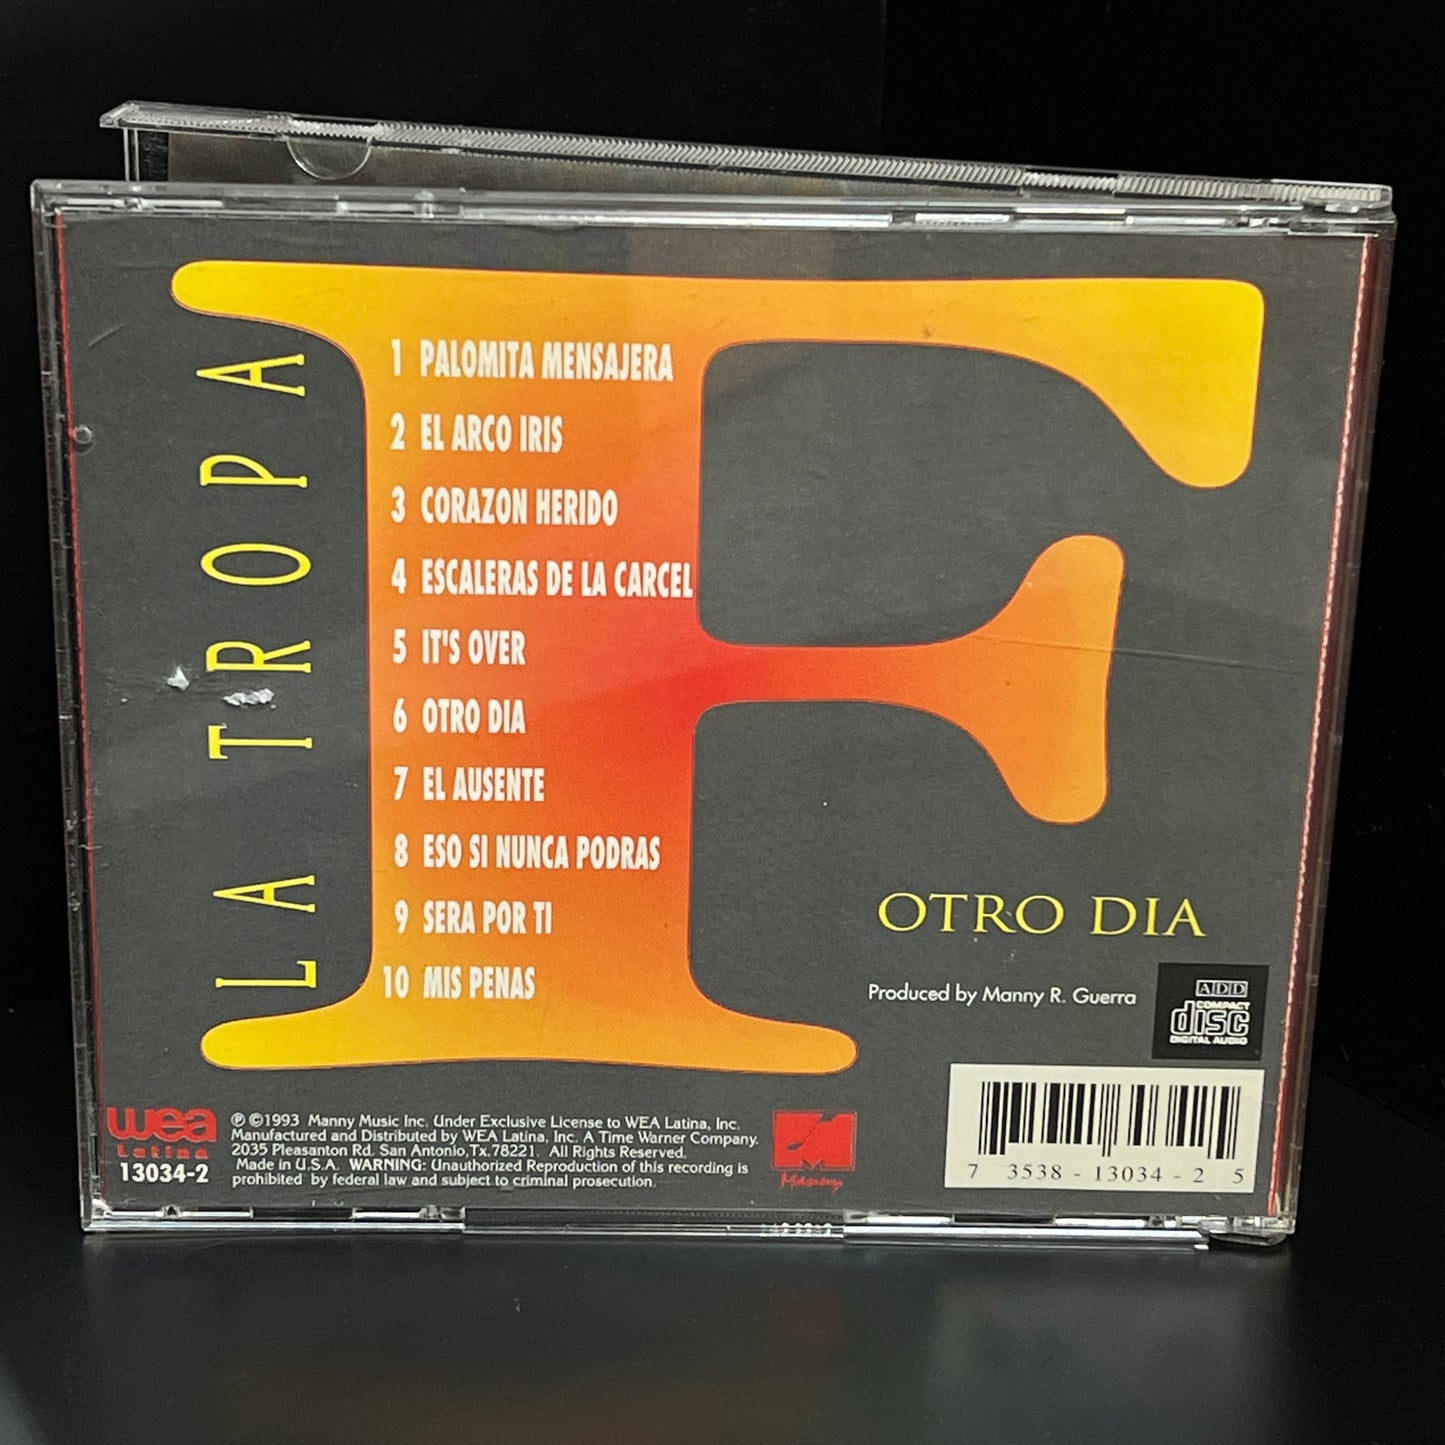 LA TROPA
F
1 PALOMITA MENSAJERA
2 EL ARCO IRIS
3 CORAZON HERIDO
4 ESCALERAS DE LA CARCEL
5 IT'S OVER
6 OTRO DIA
7 EL AUSENTE
8 ESO SI NUNCA PODRAS
9 SERA POR TI
10 MIS PENAS
OTRO DIA
Produced by Manny R. Guerra
ADD
COMPACT
disc
DIGITAL AUDIO
wea
Latina
13034-2
℗ ©1993 Manny Music Inc. Under Exclusive License to WEA Latina, Inc.
Manufactured and Distributed by WEA Latina, Inc. A Time Warner Company.
2035 Pleasanton Rd. San Antonio,Tx.78221. All Rights Reserved.
Made in U.S.A. WARNING: Unauthorized Reproduction of this recording is
prohibited by federal law and subject to criminal prosecution.
Manny
7 3538 - 13034 - 2 5